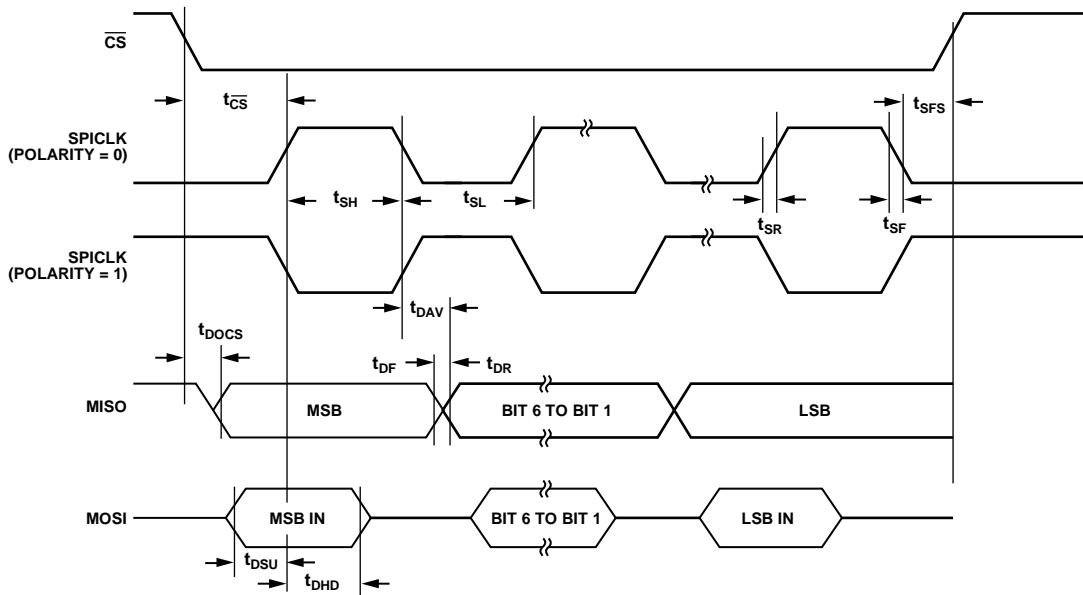 CS
tCS
tSFS
SPICLK
(POLARITY = 0)
tSH
tSL
tSR
tSF
SPICLK
(POLARITY = 1)
tDAV
tDOCS
tDF
tDR
MISO
MSB
BIT 6 TO BIT 1
LSB
MOSI
MSB IN
BIT 6 TO BIT 1
LSB IN
tDSU
tDHD